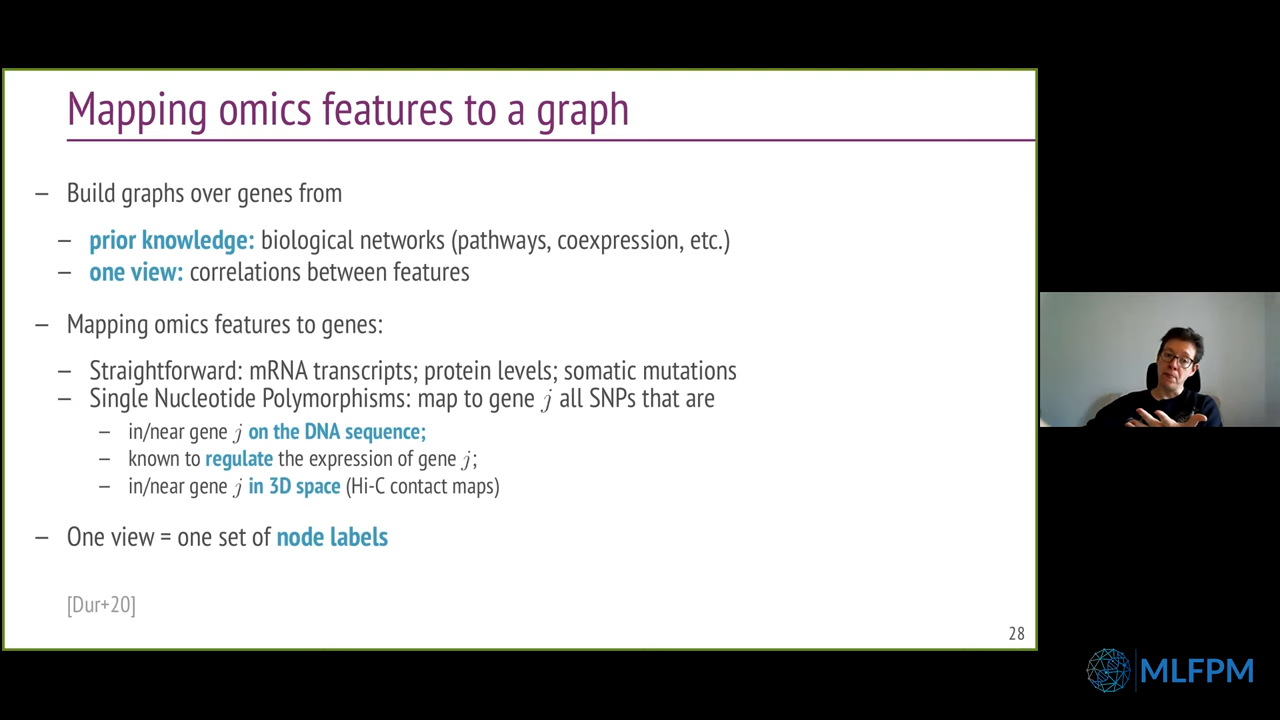 Mapping omics features to a graph
– Build graphs over genes from
– prior knowledge: biological networks (pathways, coexpression, etc.)
– one view: correlations between features
– Mapping omics features to genes:
– Straightforward: mRNA transcripts; protein levels; somatic mutations
– Single Nucleotide Polymorphisms: map to gene j all SNPs that are
– in/near gene j on the DNA sequence;
– known to regulate the expression of gene j;
– in/near gene j in 3D space (Hi-C contact maps)
– One view = one set of node labels
[Dur+20]
28
MLFPM